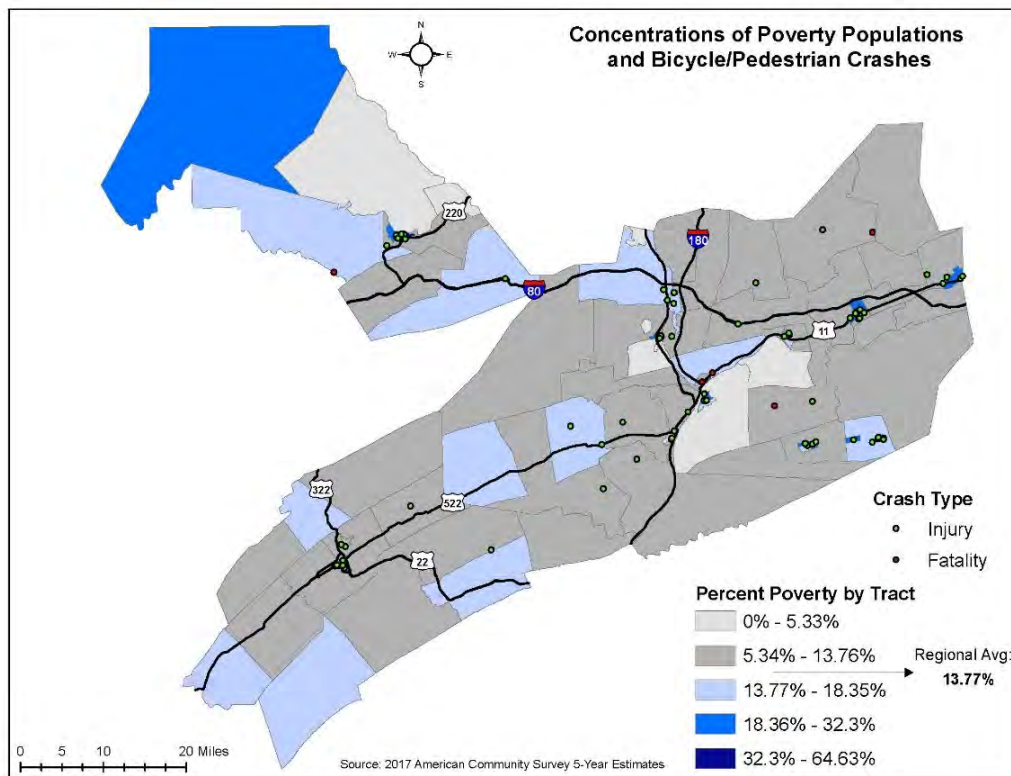 Concentrations of Poverty Populations
and Bicycle/Pedestrian Crashes
N
W E
S
220
180
80
11
322
522
22
Crash Type
Injury
Fatality
Percent Poverty by Tract
0% - 5.33%
5.34% - 13.76%
Regional Avg:
13.77%
13.77% - 18.35%
18.36% - 32.3%
32.3% - 64.63%
0 5 10 20 Miles
Source: 2017 American Community Survey 5-Year Estimates